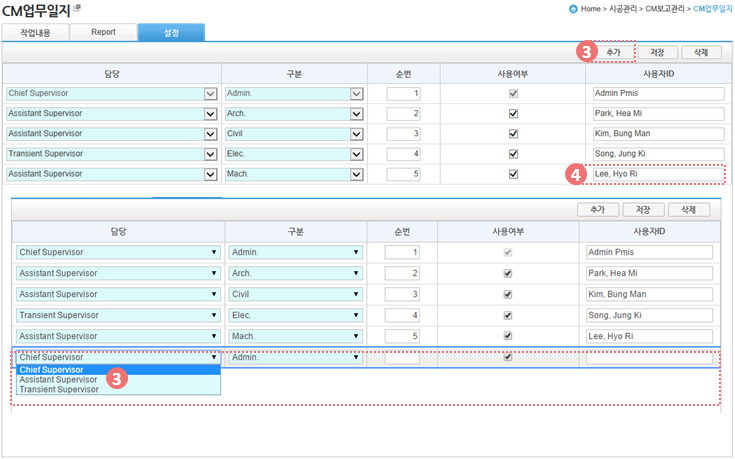 CM업무일지
Home > 시공관리 > CM보고관리 > CM업무일지
작업내용 Report 설정
3 추가 저장 삭제
담당 구분 순번 사용여부 사용자ID
Chief Supervisor Admin. 1 Admin Pmis
Assistant Supervisor Arch. 2 Park, Hea Mi
Assistant Supervisor Civil 3 Kim, Bung Man
Transient Supervisor Elec. 4 Song, Jung Ki
Assistant Supervisor Mach. 5 4 Lee, Hyo Ri
추가 저장 삭제
담당 구분 순번 사용여부 사용자ID
Chief Supervisor Admin. 1 Admin Pmis
Assistant Supervisor Arch. 2 Park, Hea Mi
Assistant Supervisor Civil 3 Kim, Bung Man
Transient Supervisor Elec. 4 Song, Jung Ki
Assistant Supervisor Mach. 5 Lee, Hyo Ri
Chief Supervisor Admin.
Chief Supervisor
Assistant Supervisor 3
Transient Supervisor